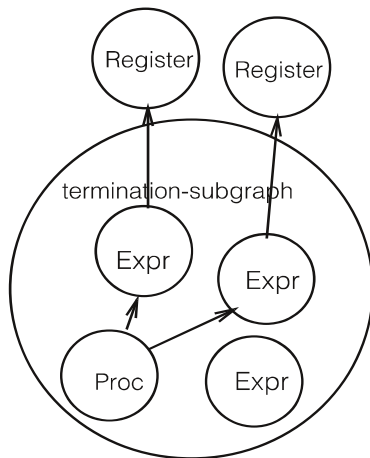 Register
Register
termination-subgraph
Expr
Expr
Proc
Expr